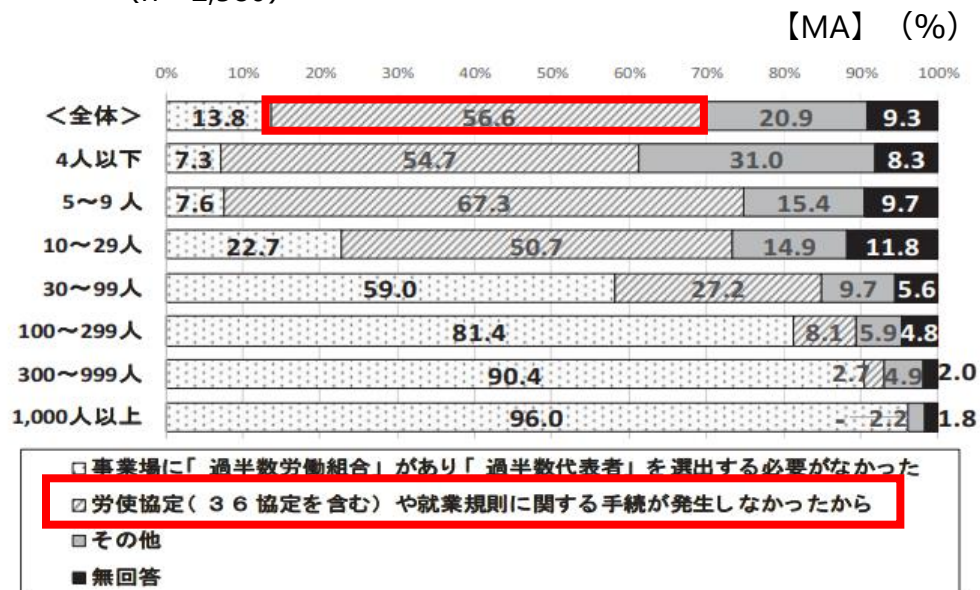 【MA】 (%)
0% 10% 20% 30% 40% 50% 60% 70% 80% 90% 100%
＜全体＞ 13.8 56.6 20.9 9.3
4人以下 7.3 54.7 31.0 8.3
5～9 人 7.6 67.3 15.4 9.7
10～29人 22.7 50.7 14.9 11.8
30～99人 59.0 27.2 9.7 5.6
100～299人 81.4 8.1 5.9 4.8
300～999人 90.4 2.7 4.9 2.0
1,000人以上 96.0 - 2.2 1.8
事業場に「 過半数労働組合」があり「 過半数代表者」を選出する必要がなかった
労使協定( 3 6 協定を含む) や就業規則に関する手続が発生しなかったから
その他
無回答